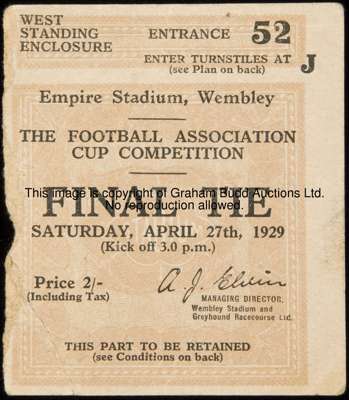 WEST
STANDING
ENCLOSURE
ENTRANCE 52
ENTER TURNSTILES AT J
(see Plan on back)
Empire Stadium, Wembley
THE FOOTBALL ASSOCIATION
CUP COMPETITION
This image is copyright of Graham Budd Auctions Ltd.
FINAL TIE
No reproduction allowed.
SATURDAY, APRIL 27th, 1929
(Kick off 3.0 p.m.)
Price 2/-
(Including Tax)
A. J. Elvin
MANAGING DIRECTOR,
Wembley Stadium and
Greyhound Racecourse Ltd.
THIS PART TO BE RETAINED
(see Conditions on back)